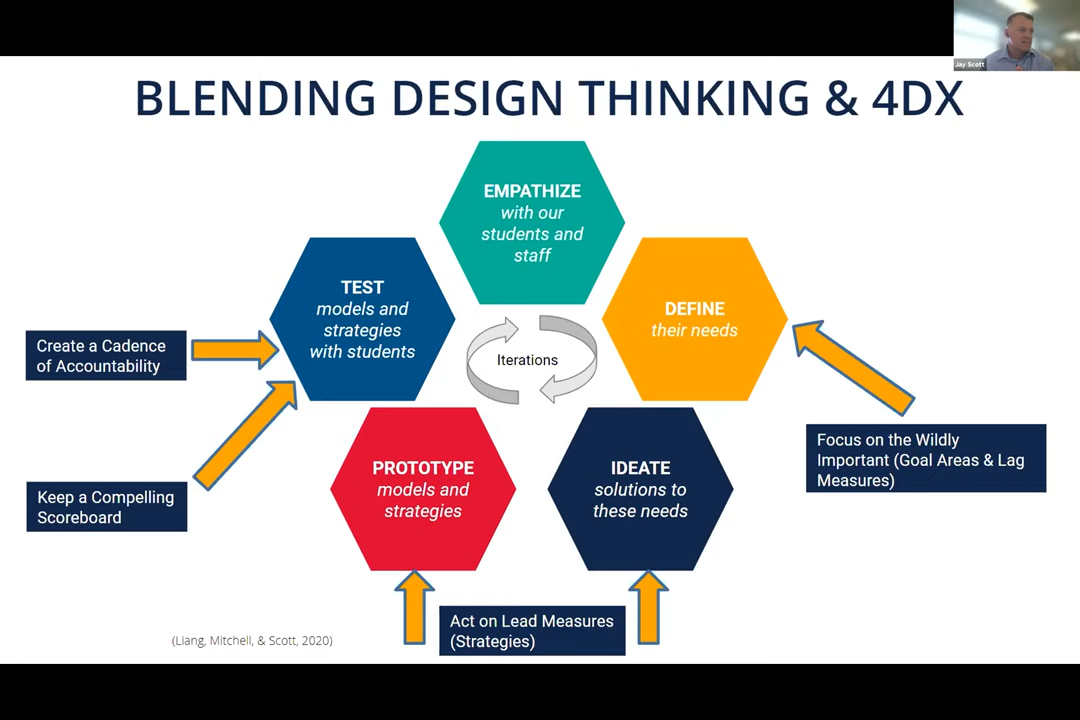 Jay Scott
BLENDING DESIGN THINKING & 4DX
EMPATHIZE
with our
students and
staff
TEST
models and
strategies
with students
DEFINE
their needs
Iterations
Create a Cadence
of Accountability
Focus on the Wildly
Important (Goal Areas & Lag
Measures)
PROTOTYPE
models and
strategies
IDEATE
solutions to
these needs
Keep a Compelling
Scoreboard
Act on Lead Measures
(Strategies)
(Liang, Mitchell, & Scott, 2020)